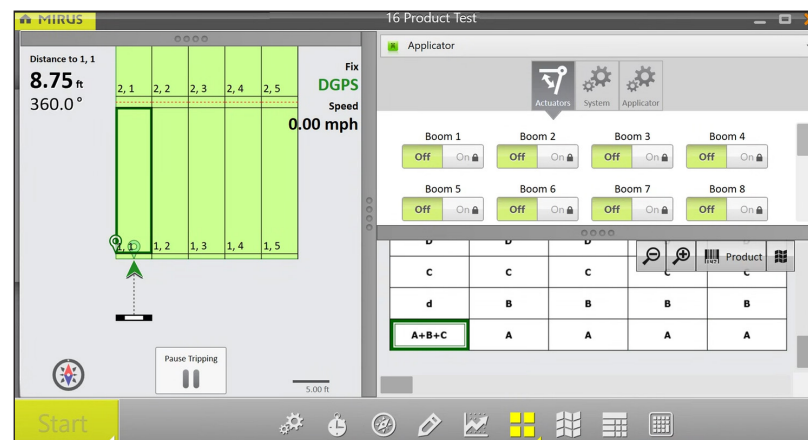 MIRUS
16 Product Test
Distance to 1, 1
8.75 ft
360.0 °
Fix
DGPS
Speed
0.00 mph
2, 1 2, 2 2, 3 2, 4 2, 5
1, 1 1, 2 1, 3 1, 4 1, 5
Pause Tripping
5.00 ft
Applicator
Actuators System Applicator
Boom 1 Boom 2 Boom 3 Boom 4
Off On Off On Off On Off On
Boom 5 Boom 6 Boom 7 Boom 8
Off On Off On Off On Off On
Product
D D D
C C C C C
d B B B B
A+B+C A A A A
Start